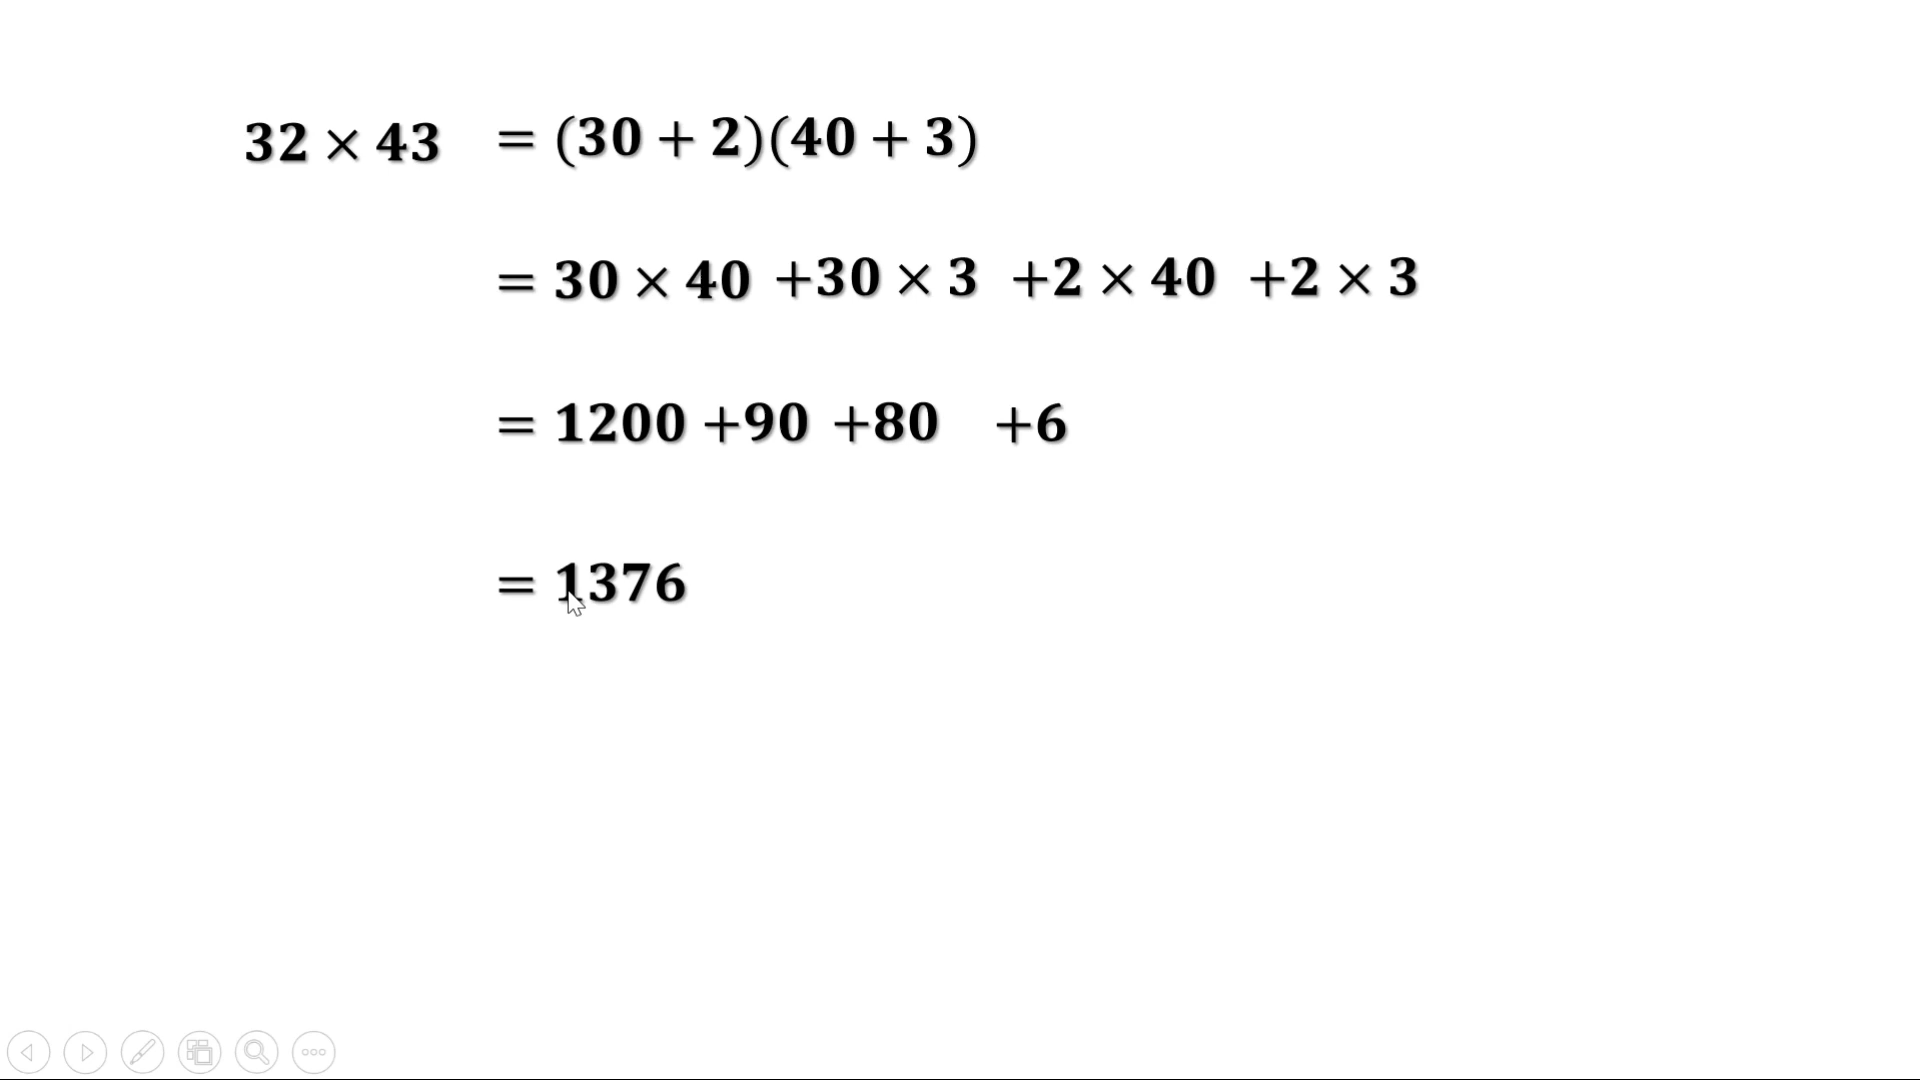 32 × 43 = (30 + 2)(40 + 3)
= 30 × 40 +30 × 3 +2 × 40 +2 × 3
= 1200 +90 +80 +6
= 1376